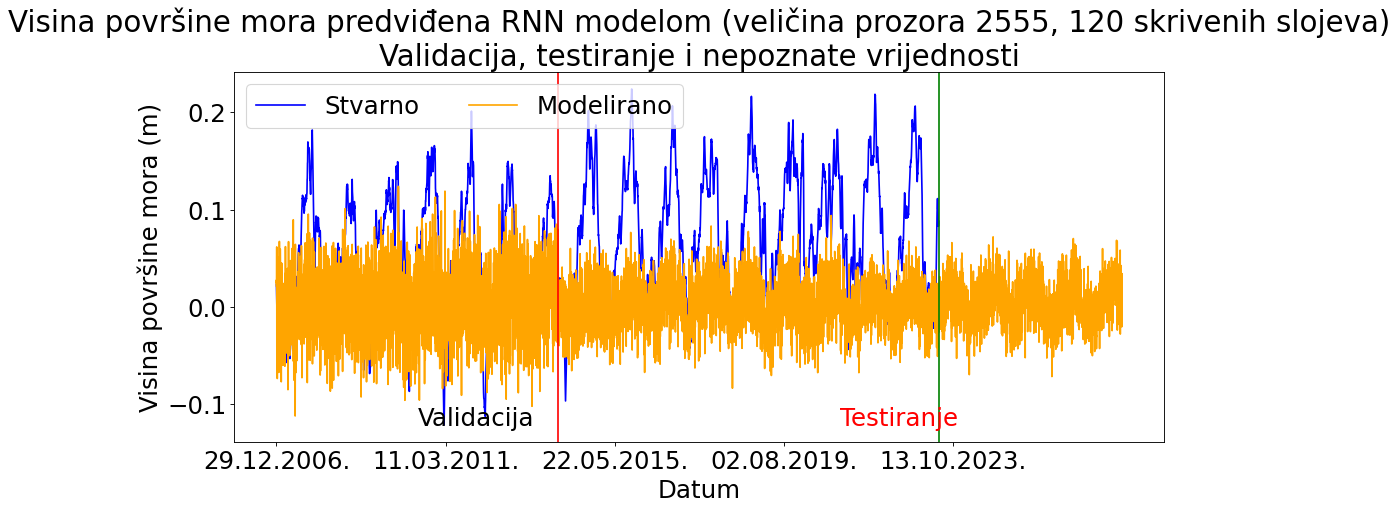 Visina površine mora predviđena RNN modelom (veličina prozora 2555, 120 skrivenih slojeva)
Validacija, testiranje i nepoznate vrijednosti
Stvarno
Modelirano
Visina površine mora (m)
0.2
0.1
0.0
−0.1
Validacija
Testiranje
29.12.2006.
11.03.2011.
22.05.2015.
02.08.2019.
13.10.2023.
Datum